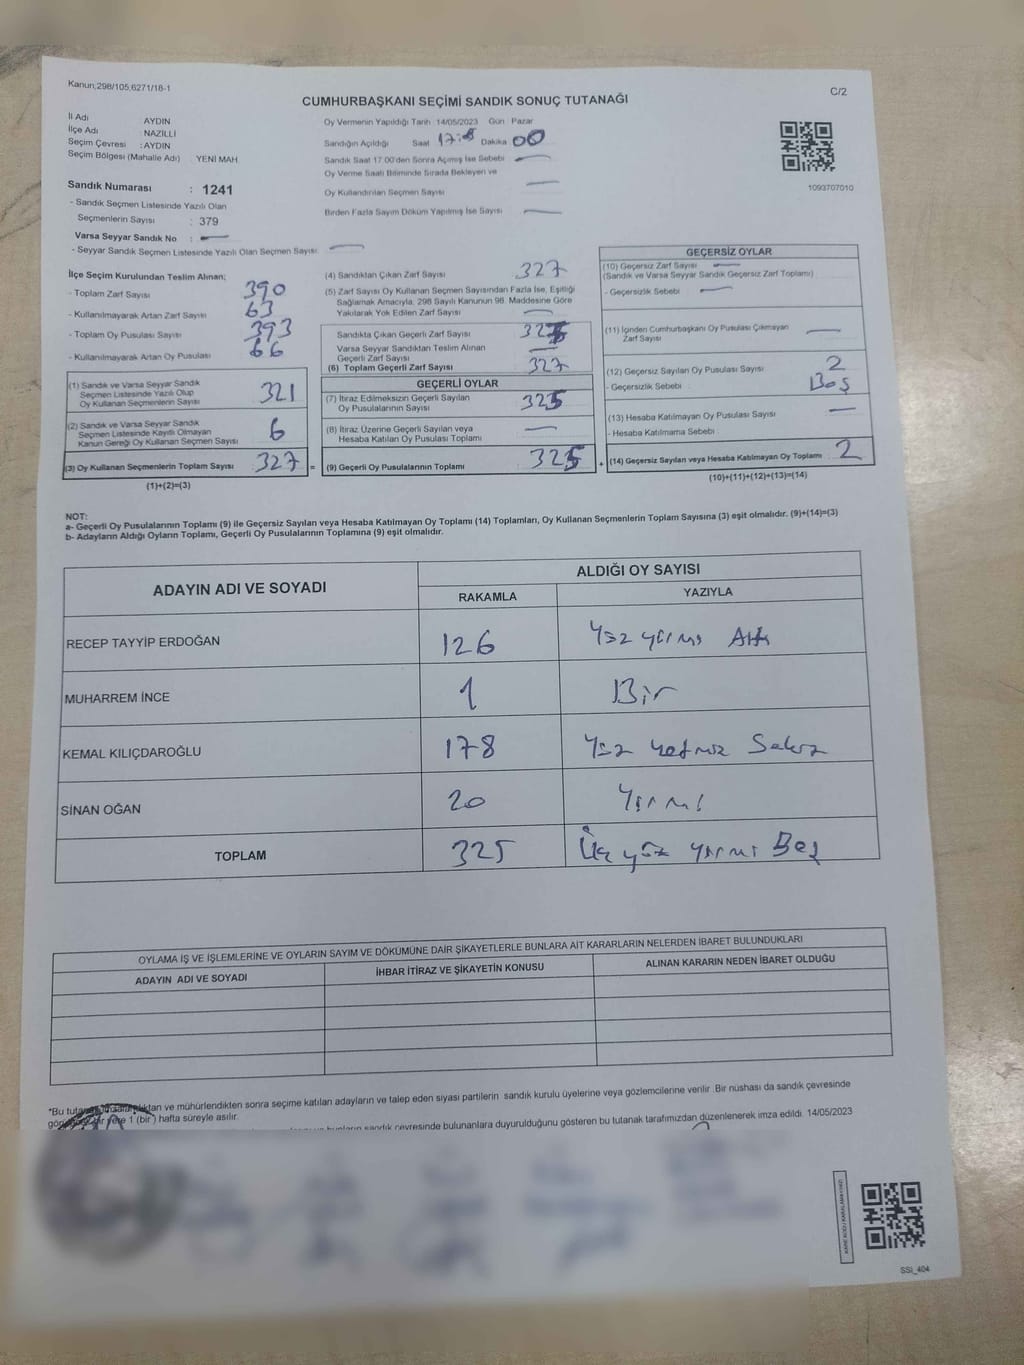 Kanun;298/105,6271/18-1
C/2
CUMHURBAŞKANI SEÇİMİ SANDIK SONUÇ TUTANAĞI
İl Adı AYDIN
İlçe Adı : NAZİLLİ
Seçim Çevresi : AYDIN
Seçim Bölgesi (Mahalle Adı) : YENİ MAH
Sandık Numarası : 1241
- Sandık Seçmen Listesinde Yazılı Olan
Seçmenlerin Sayısı : 379
Varsa Seyyar Sandık No : —
- Seyyar Sandık Seçmen Listesinde Yazılı Olan Seçmen Sayısı: —
Oy Vermenin Yapıldığı Tarih 14/05/2023 Gün : Pazar
Sandığın Açıldığı Saat Dakika 00
Sandık Saat 17:00'den Sonra Açılmış İse Sebebi —
Oy Verme Saati Bitiminde Sırada Bekleyen ve
Oy Kullandırılan Seçmen Sayısı —
Birden Fazla Sayım Döküm Yapılmış İse Sayısı —
1093707010
İlçe Seçim Kurulundan Teslim Alınan;
- Toplam Zarf Sayısı 390
- Kullanılmayarak Artan Zarf Sayısı 63
- Toplam Oy Pusulası Sayısı 393
- Kullanılmayarak Artan Oy Pusulası 66
(1) Sandık ve Varsa Seyyar Sandık
Seçmen Listesinde Yazılı Olup
Oy Kullanan Seçmenlerin Sayısı 321
(2) Sandık ve Varsa Seyyar Sandık
Seçmen Listesinde Kayıtlı Olmayan
Kanun Gereği Oy Kullanan Seçmen Sayısı 6
(3) Oy Kullanan Seçmenlerin Toplam Sayısı 327 =
(1)+(2)=(3)
(4) Sandıktan Çıkan Zarf Sayısı 327
(5) Zarf Sayısı Oy Kullanan Seçmen Sayısından Fazla İse, Eşitliği
Sağlamak Amacıyla, 298 Sayılı Kanunun 98. Maddesine Göre
Yakılarak Yok Edilen Zarf Sayısı —
Sandıkta Çıkan Geçerli Zarf Sayısı
Varsa Seyyar Sandıktan Teslim Alınan
Geçerli Zarf Sayısı —
(6) Toplam Geçerli Zarf Sayısı 327
GEÇERLİ OYLAR
(7) İtiraz Edilmeksizin Geçerli Sayılan
Oy Pusulalarının Sayısı 325
(8) İtiraz Üzerine Geçerli Sayılan veya
Hesaba Katılan Oy Pusulası Toplamı —
(9) Geçerli Oy Pusulalarının Toplamı 325 +
GEÇERSİZ OYLAR
(10) Geçersiz Zarf Sayısı —
(Sandık ve Varsa Seyyar Sandık Geçersiz Zarf Toplamı)
- Geçersizlik Sebebi —
(11) İçinden Cumhurbaşkanı Oy Pusulası Çıkmayan
Zarf Sayısı —
(12) Geçersiz Sayılan Oy Pusulası Sayısı 2
- Geçersizlik Sebebi : Boş
(13) Hesaba Katılmayan Oy Pusulası Sayısı —
- Hesaba Katılmama Sebebi :
(14) Geçersiz Sayılan veya Hesaba Katılmayan Oy Toplamı 2
(10)+(11)+(12)+(13)=(14)
NOT:
a- Geçerli Oy Pusulalarının Toplamı (9) ile Geçersiz Sayılan veya Hesaba Katılmayan Oy Toplamı (14) Toplamları, Oy Kullanan Seçmenlerin Toplam Sayısına (3) eşit olmalıdır. (9)+(14)=(3)
b- Adayların Aldığı Oyların Toplamı, Geçerli Oy Pusulalarının Toplamına (9) eşit olmalıdır.
ADAYIN ADI VE SOYADI ALDIĞI OY SAYISI
RAKAMLA YAZIYLA
RECEP TAYYİP ERDOĞAN 126 Yüz yirmi Altı
MUHARREM İNCE 1 Bir
KEMAL KILIÇDAROĞLU 178 Yüz yetmiz Sekiz
SİNAN OĞAN 20 Yirmi
TOPLAM 325 Üç yüz yirmi Beş
OYLAMA İŞ VE İŞLEMLERİNE VE OYLARIN SAYIM VE DÖKÜMÜNE DAİR ŞİKAYETLERLE BUNLARA AİT KARARLARIN NELERDEN İBARET BULUNDUKLARI
ADAYIN ADI VE SOYADI İHBAR İTİRAZ VE ŞİKAYETİN KONUSU ALINAN KARARIN NEDEN İBARET OLDUĞU
*Bu ve mühürlendikten sonra seçime katılan adayların ve talep eden siyasi partilerin sandık kurulu üyelerine veya gözlemcilerine verilir. Bir nüshası da sandık çevresinde
yere 1 (bir) hafta süreyle asılır.
sandık çevresinde bulunanlara duyurulduğunu gösteren bu tutanak tarafımızdan düzenlenerek imza edildi. 14/05/2023
KARE KODU KARALAMAYINIZ!
SSİ_404